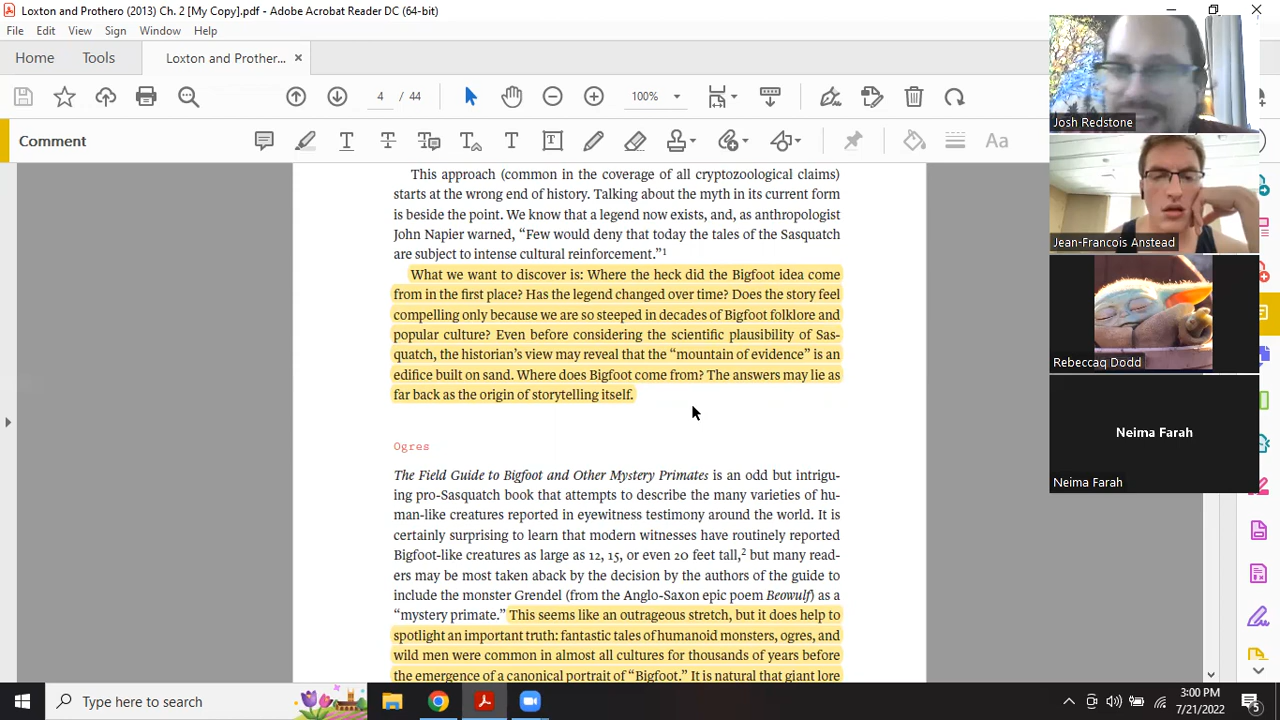 Loxton and Prothero (2013) Ch. 2 [My Copy].pdf - Adobe Acrobat Reader DC (64-bit)
File Edit View Sign Window Help
Home Tools Loxton and Prother... ×
4 / 44 100%
Comment
Aa
This approach (common in the coverage of all cryptozoological claims)
starts at the wrong end of history. Talking about the myth in its current form
is beside the point. We know that a legend now exists, and, as anthropologist
John Napier warned, “Few would deny that today the tales of the Sasquatch
are subject to intense cultural reinforcement.”1
What we want to discover is: Where the heck did the Bigfoot idea come
from in the first place? Has the legend changed over time? Does the story feel
compelling only because we are so steeped in decades of Bigfoot folklore and
popular culture? Even before considering the scientific plausibility of Sas-
quatch, the historian’s view may reveal that the “mountain of evidence” is an
edifice built on sand. Where does Bigfoot come from? The answers may lie as
far back as the origin of storytelling itself.
Ogres
The Field Guide to Bigfoot and Other Mystery Primates is an odd but intrigu-
ing pro-Sasquatch book that attempts to describe the many varieties of hu-
man-like creatures reported in eyewitness testimony around the world. It is
certainly surprising to learn that modern witnesses have routinely reported
Bigfoot-like creatures as large as 12, 15, or even 20 feet tall,2 but many read-
ers may be most taken aback by the decision by the authors of the guide to
include the monster Grendel (from the Anglo-Saxon epic poem Beowulf) as a
“mystery primate.” This seems like an outrageous stretch, but it does help to
spotlight an important truth: fantastic tales of humanoid monsters, ogres, and
wild men were common in almost all cultures for thousands of years before
the emergence of a canonical portrait of “Bigfoot.” It is natural that giant lore
Josh Redstone
Jean-Francois Anstead
Rebeccaq Dodd
Neima Farah
Neima Farah
Type here to search
3:00 PM
7/21/2022
5